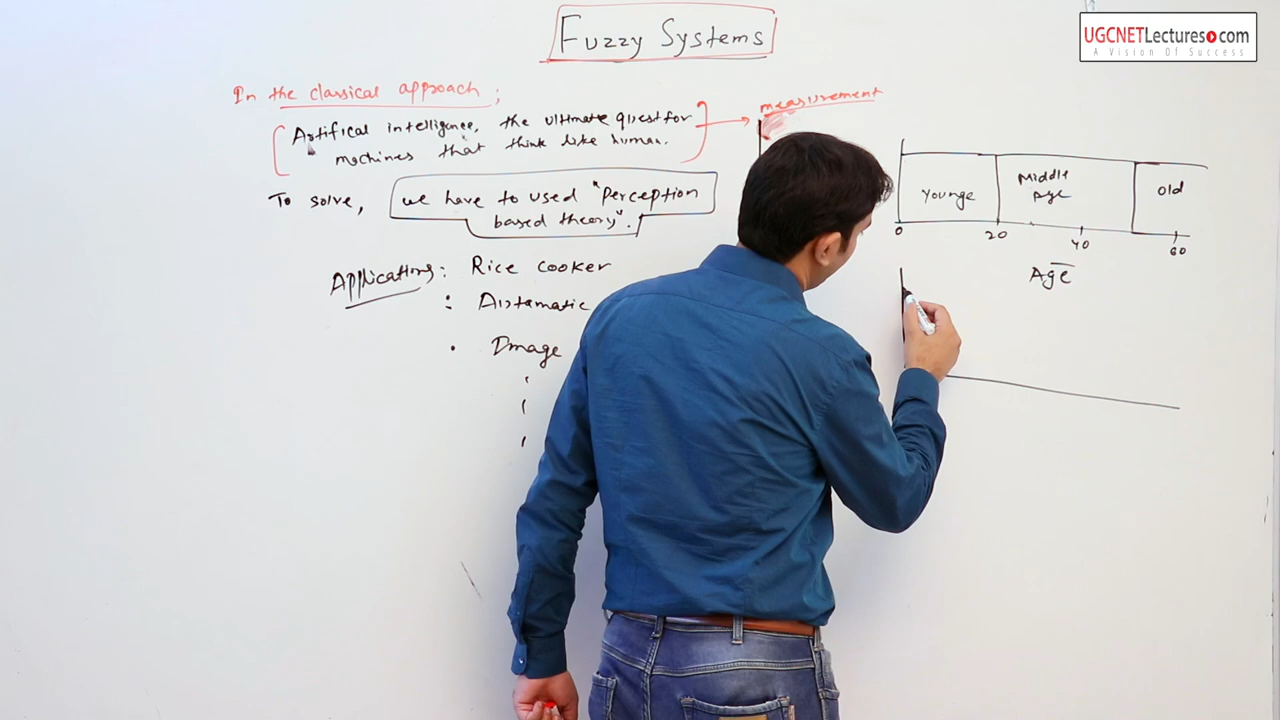 Fuzzy Systems
UGCNETLectures.com
A Vision Of Success
In the classical approach;
Artifical intelligence, the ultimate quest for
machines that think like human.
measurement
To solve, we have to used "Perception
based theory".
Applications: Rice cooker
Image
Younge
Middle
Age
Old
0
20
40
60
Age